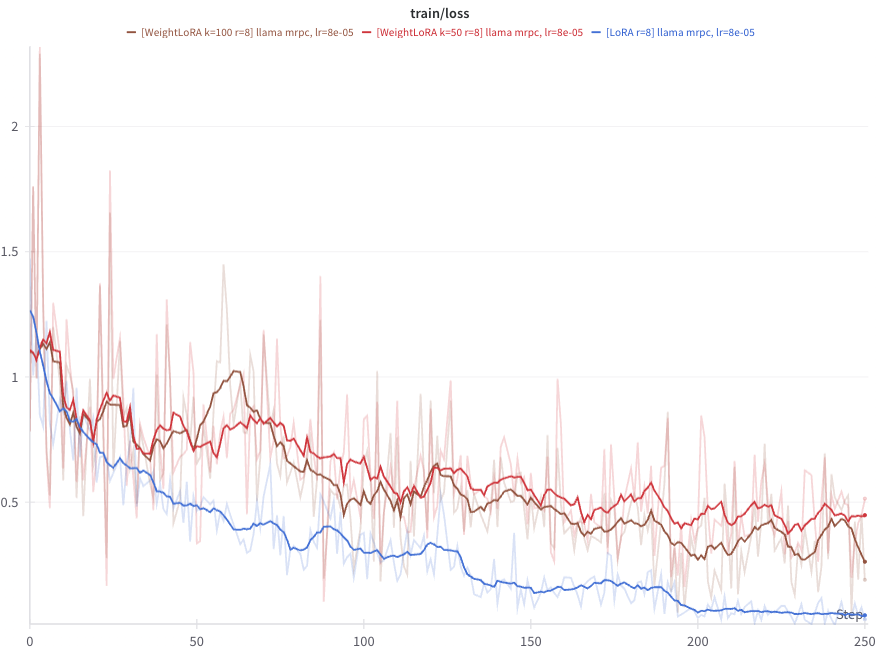 train/loss
[WeightLoRA k=100 r=8] llama mrpc, lr=8e-05 [WeightLoRA k=50 r=8] llama mrpc, lr=8e-05 [LoRA r=8] llama mrpc, lr=8e-05
2
1.5
1
0.5
Step
0 50 100 150 200 250